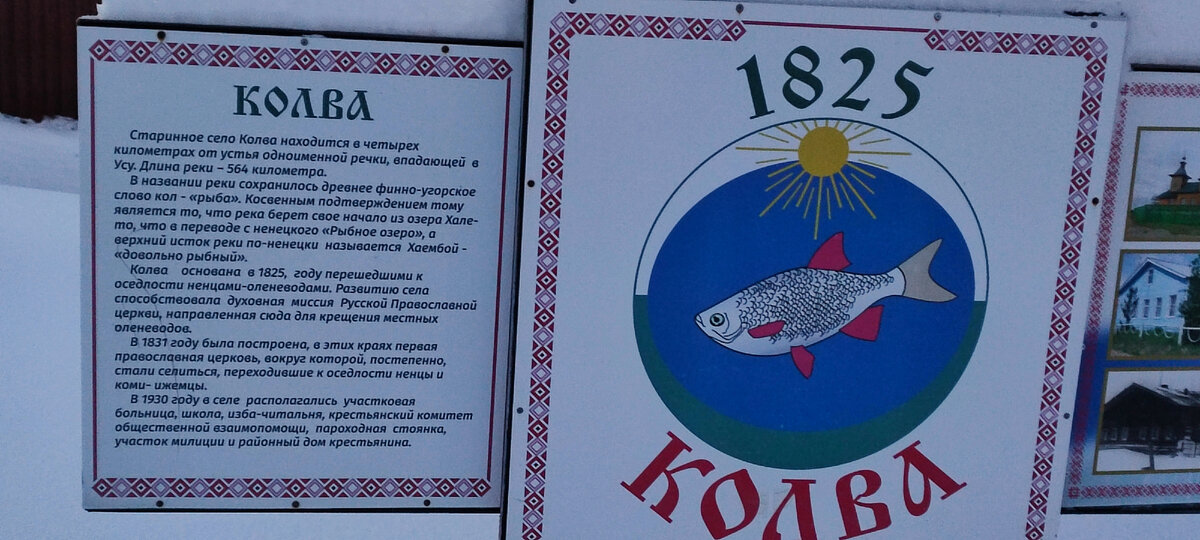 КОЛВА
Старинное село Колва находится в четырех
километрах от устья одноименной речки, впадающей в
Усу. Длина реки – 564 километра.
В названии реки сохранилось древнее финно-угорское
слово кол - «рыба». Косвенным подтверждением тому
является то, что река берет свое начало из озера Хале-
то, что в переводе с ненецкого «Рыбное озеро», а
верхний исток реки по-ненецки называется Хаембой -
«довольно рыбный».
Колва основана в 1825, году перешедшими к
оседлости ненцами-оленеводами. Развитию села
способствовала духовная миссия Русской Православной
церкви, направленная сюда для крещения местных
оленеводов.
В 1831 году была построена, в этих краях первая
православная церковь, вокруг которой, постепенно,
стали селиться, переходившие к оседлости ненцы и
коми- ижемцы.
В 1930 году в селе располагались участковая
больница, школа, изба-читальня, крестьянский комитет
общественной взаимопомощи, пароходная стоянка,
участок милиции и районный дом крестьянина.
1825
КОЛВА